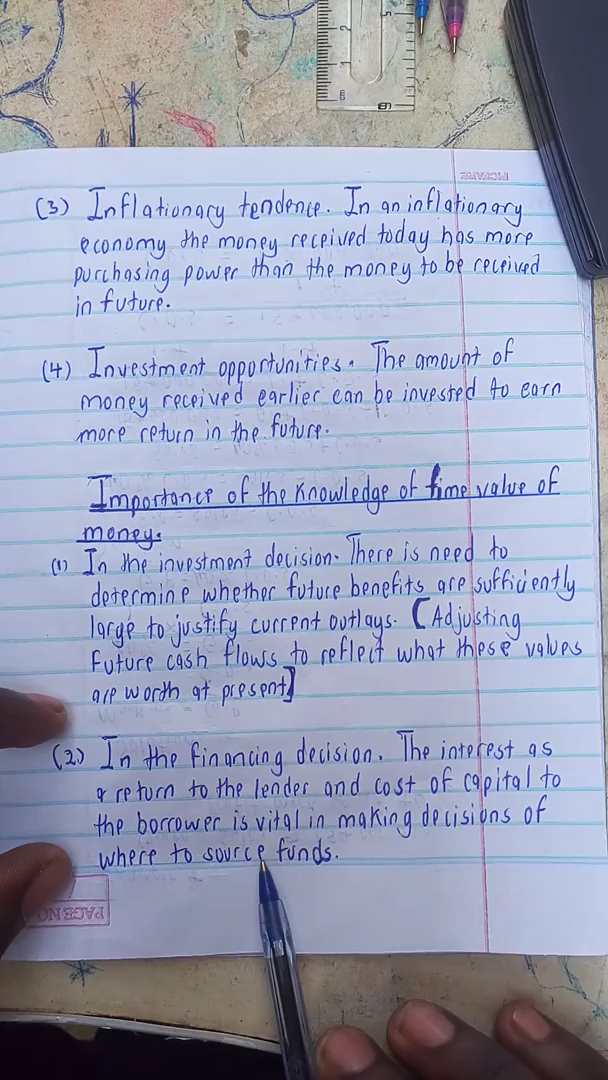 (3) Inflationary tendence. In an inflationary
economy the money received today has more
purchasing power than the money to be received
in future.
(4) Investment opportunities. The amount of
money received earlier can be invested to earn
more return in the future.
Importance of the Knowledge of time value of
money.
(1) In the investment decision. There is need to
determine whether future benefits are sufficiently
large to justify current outlays. (Adjusting
Future cash flows to reflect what these values
are worth at present]
(2) In the financing decision. The interest as
a return to the lender and cost of capital to
the borrower is vital in making decisions of
where to source funds.
PAGE NO